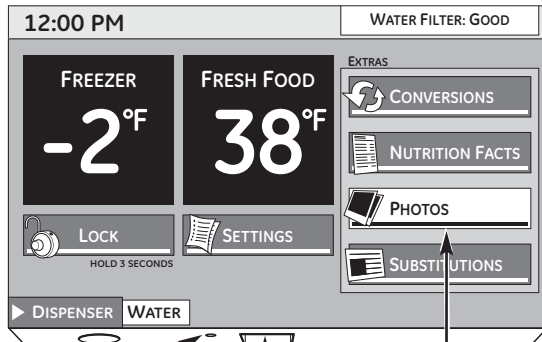 12:00 PM
WATER FILTER: GOOD
FREEZER
-2°F
FRESH FOOD
38°F
LOCK
HOLD 3 SECONDS
SETTINGS
EXTRAS
CONVERSIONS
NUTRITION FACTS
PHOTOS
SUBSTITUTIONS
DISPENSER
WATER